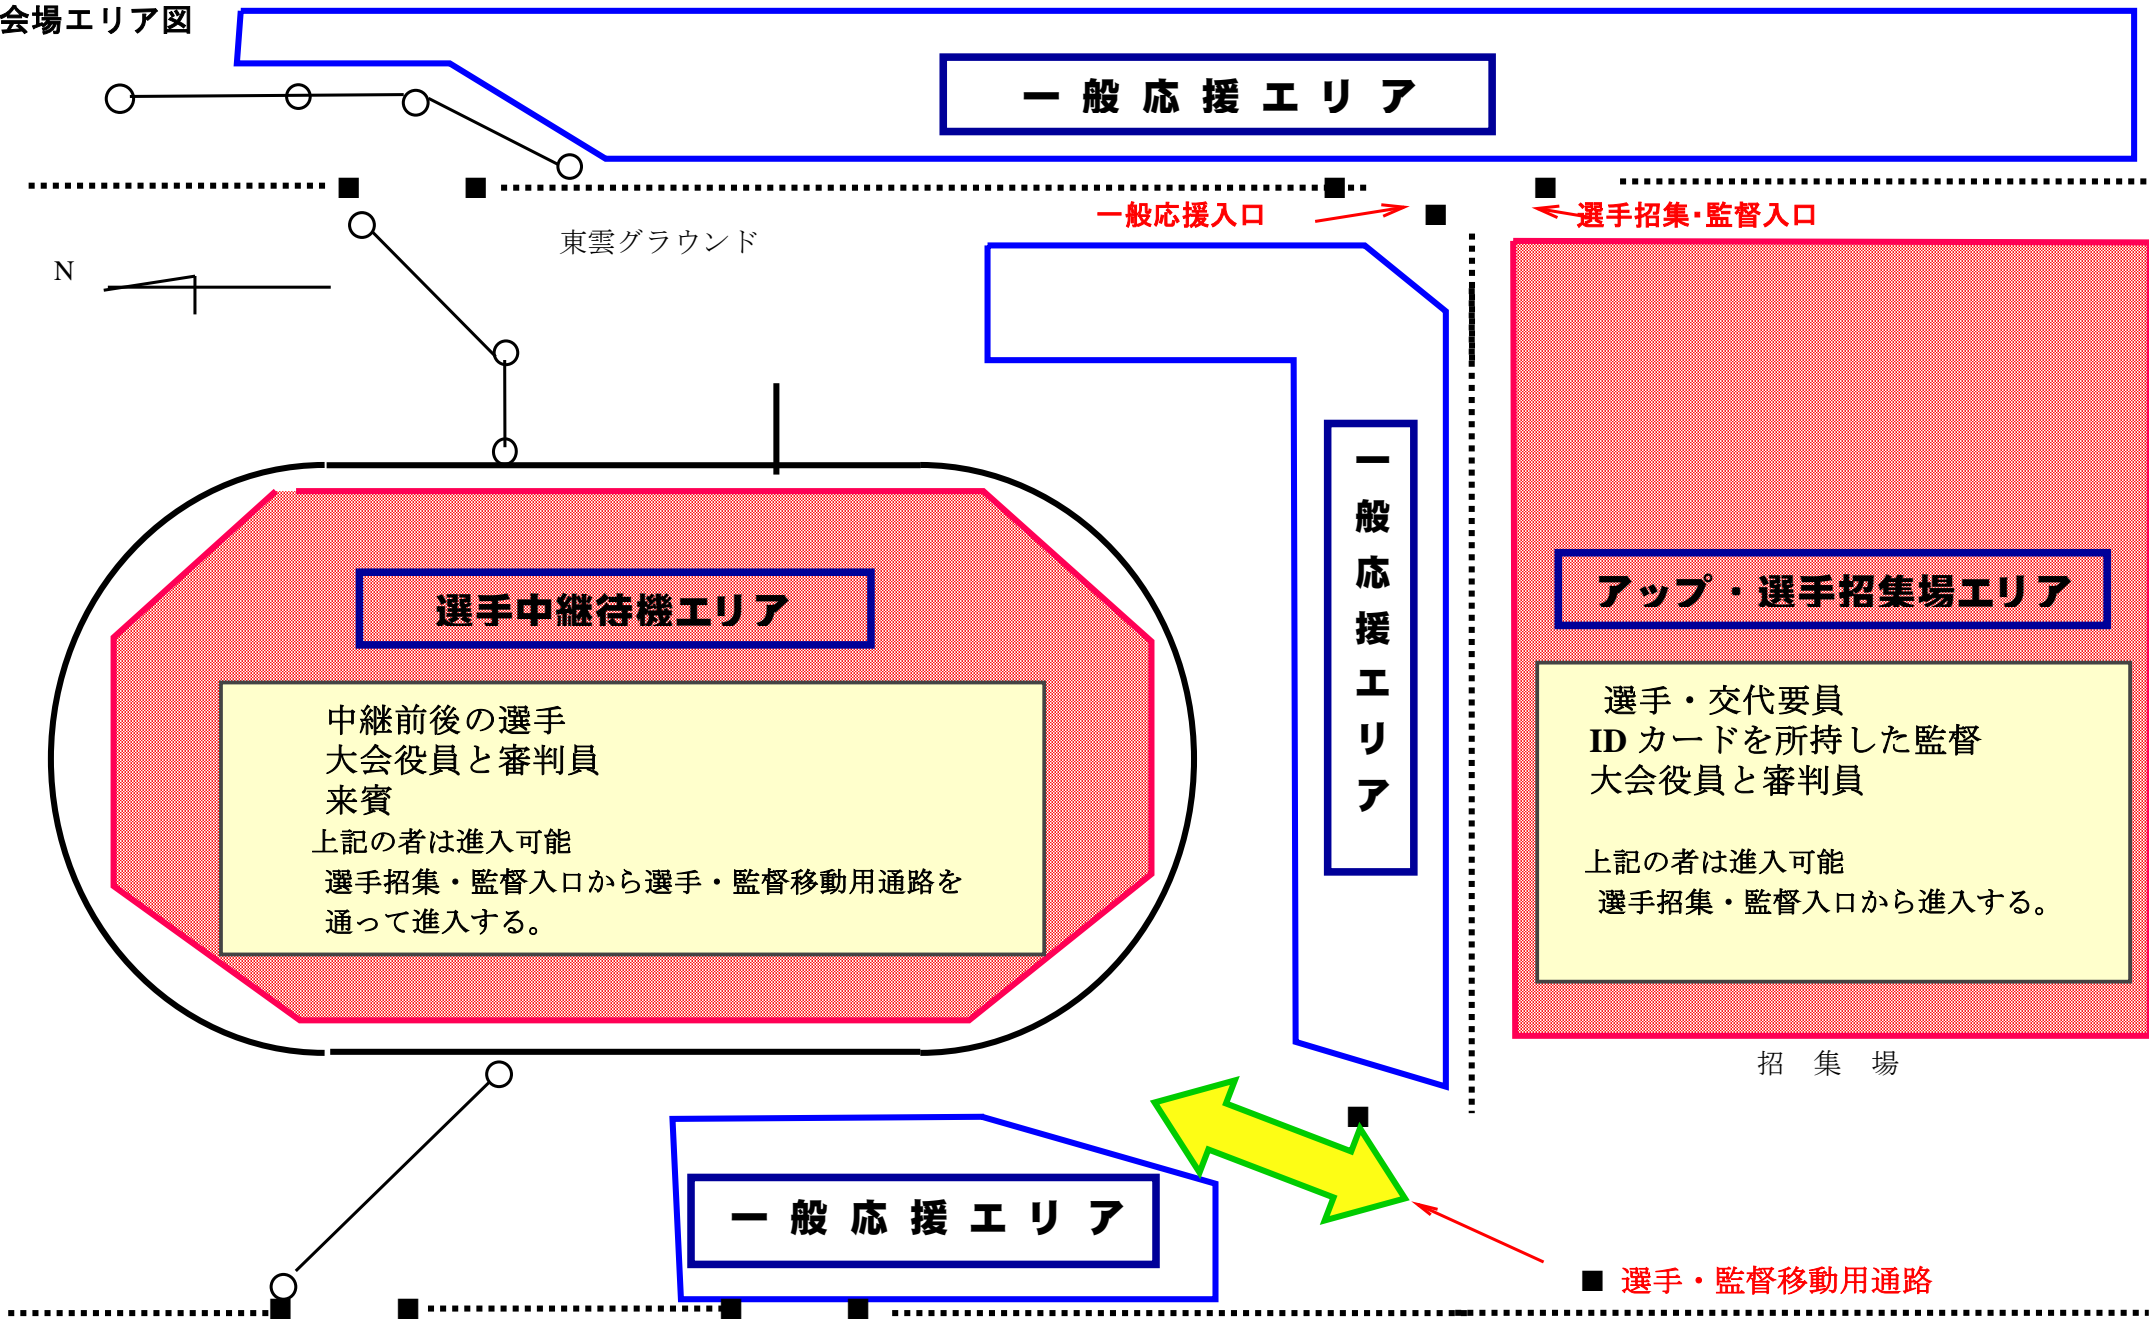 会場エリア図
一般応援エリア
一般応援入口
選手招集・監督入口
東雲グラウンド
N
一般応援エリア
選手中継待機エリア
中継前後の選手
大会役員と審判員
来賓
上記の者は進入可能
選手招集・監督入口から選手・監督移動用通路を
通って進入する。
アップ・選手招集場エリア
選手・交代要員
IDカードを所持した監督
大会役員と審判員
上記の者は進入可能
選手招集・監督入口から進入する。
招 集 場
一般応援エリア
選手・監督移動用通路